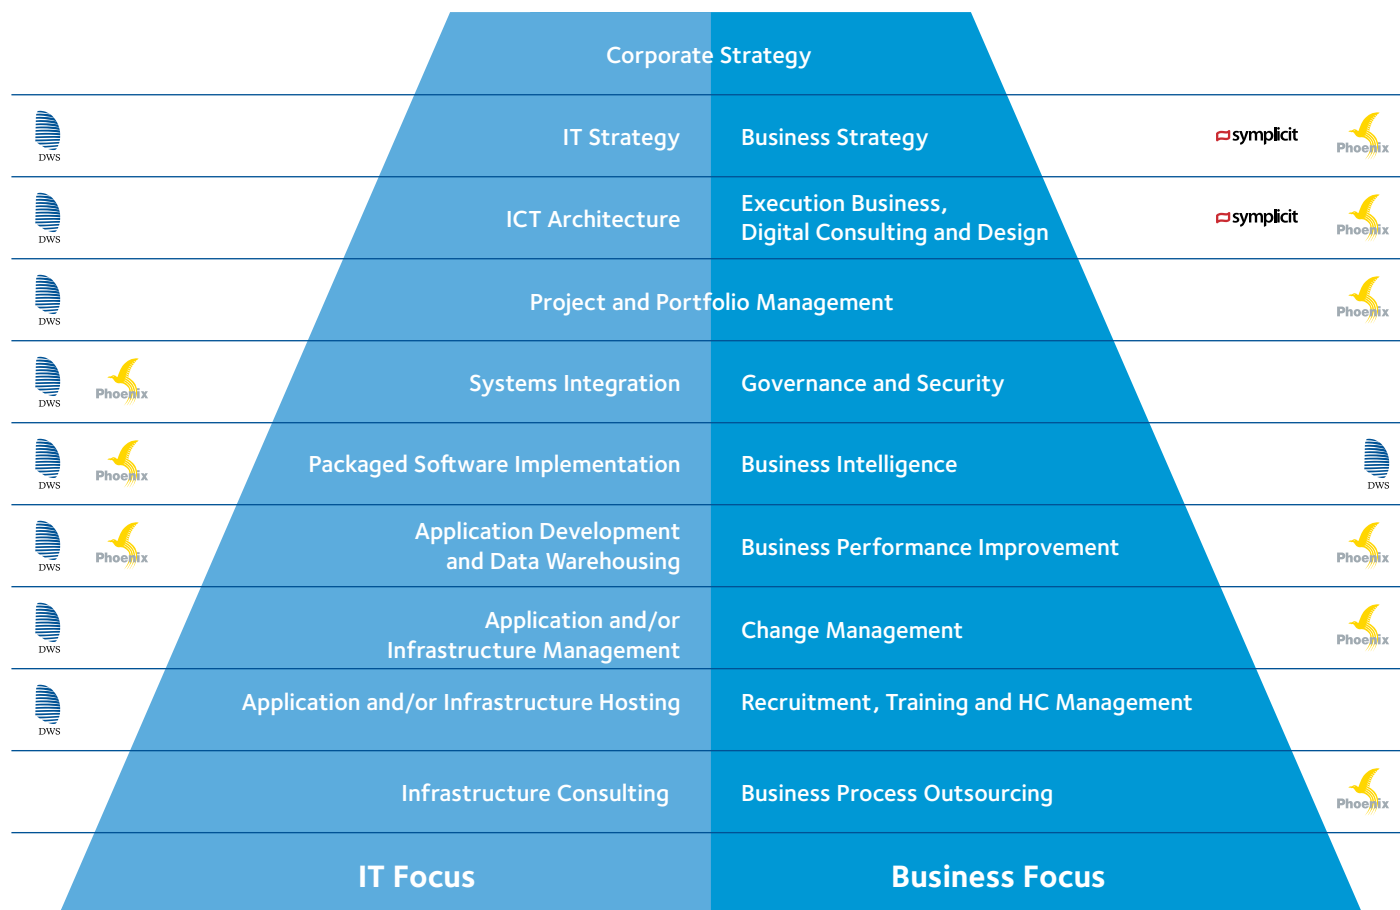 Corporate Strategy
DWS
IT Strategy
Business Strategy
symplicit
Phoenix
DWS
ICT Architecture
Execution Business,
Digital Consulting and Design
symplicit
Phoenix
DWS
Project and Portfolio Management
Phoenix
DWS
Phoenix
Systems Integration
Governance and Security
DWS
Phoenix
Packaged Software Implementation
Business Intelligence
DWS
DWS
Phoenix
Application Development
and Data Warehousing
Business Performance Improvement
Phoenix
DWS
Application and/or
Infrastructure Management
Change Management
Phoenix
DWS
Application and/or Infrastructure Hosting
Recruitment, Training and HC Management
Infrastructure Consulting
Business Process Outsourcing
Phoenix
IT Focus
Business Focus